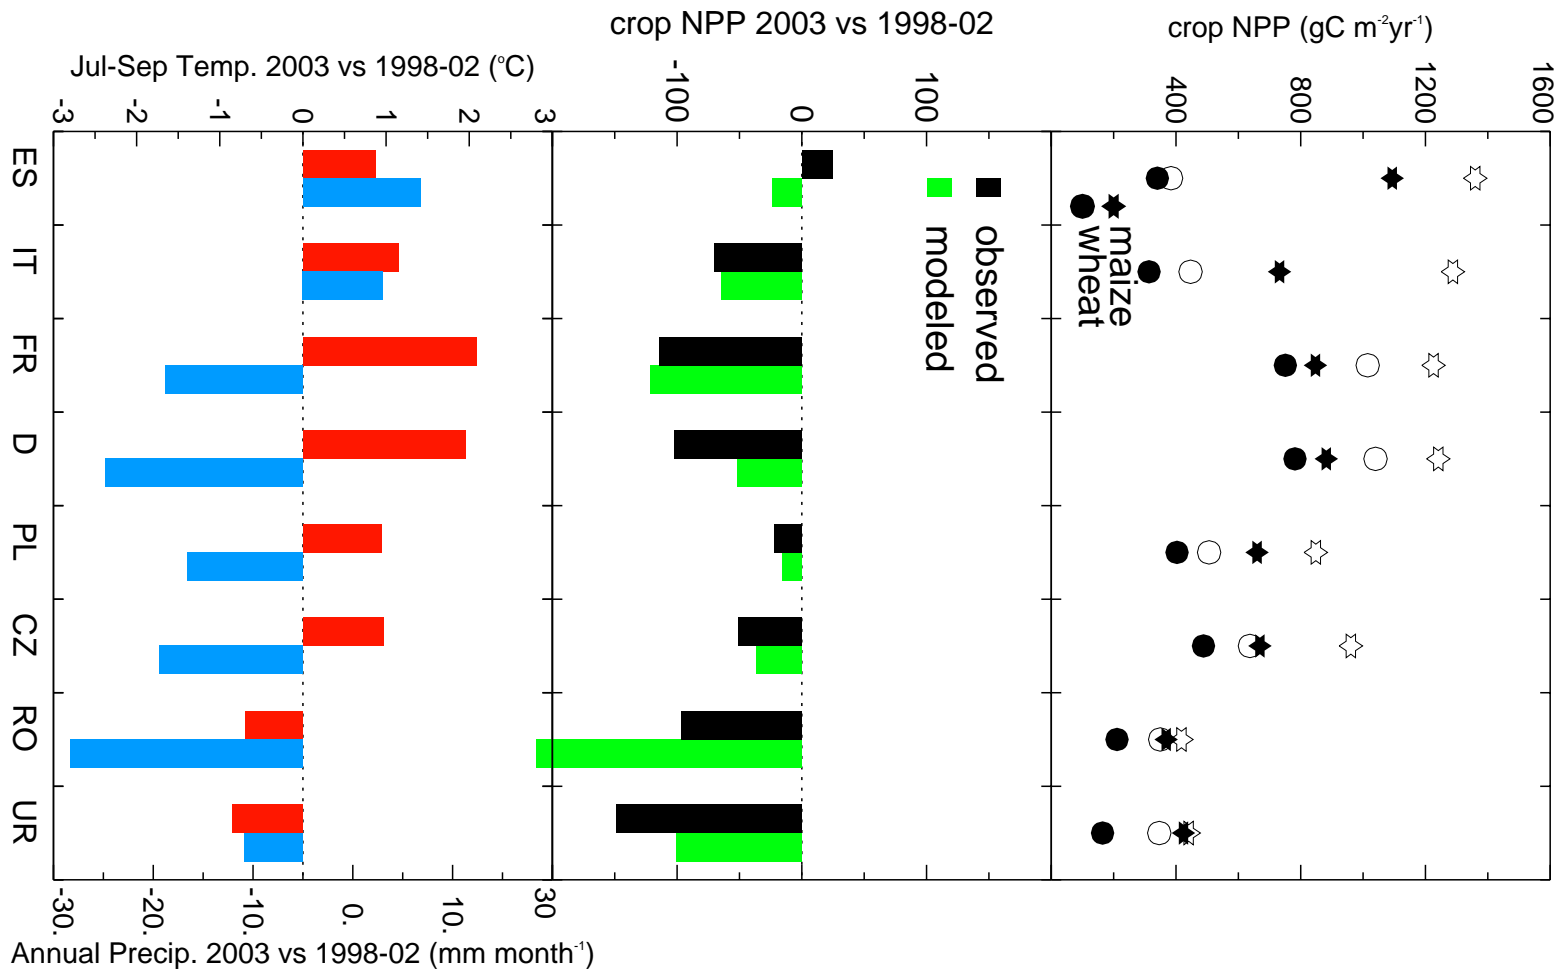 crop NPP 2003 vs 1998-02
crop NPP (gC m-2yr-1)
Jul-Sep Temp. 2003 vs 1998-02 (°C)
-3
-1
0
1
2
3
-100
0
100
400
800
1200
1600
ES
IT
FR
D
PL
CZ
RO
UR
observed
modeled
maize
wheat
-30.
-20.
-10.
0.
10.
30
Annual Precip. 2003 vs 1998-02 (mm month-1)